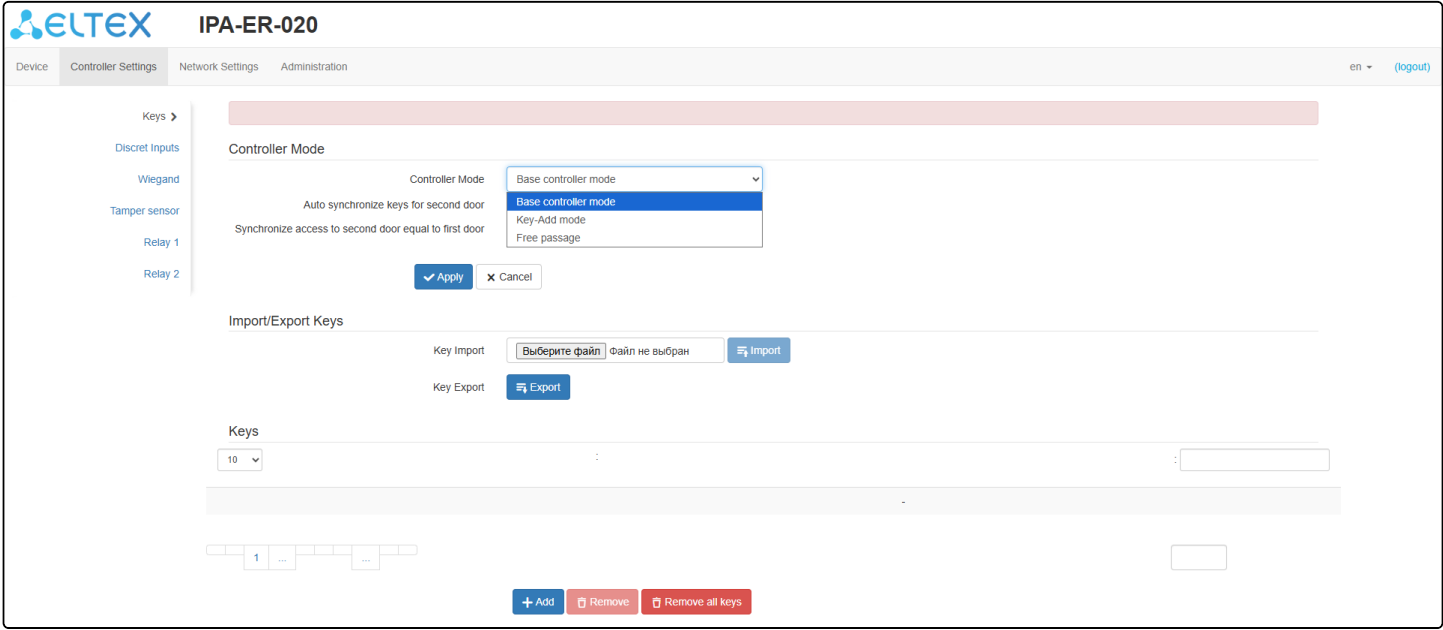 ELTEX IPA-ER-020
Device Controller Settings Network Settings Administration en (logout)
Keys
Discret Inputs
Wiegand
Tamper sensor
Relay 1
Relay 2
Controller Mode
Controller Mode Base controller mode
Auto synchronize keys for second door Base controller mode
Key-Add mode
Synchronize access to second door equal to first door Free passage
Apply Cancel
Import/Export Keys
Key Import Выберите файл Файл не выбран Import
Key Export Export
Keys
10 : :
-
1 ... ...
Add Remove Remove all keys